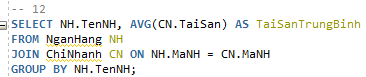 -- 12
SELECT NH.TenNH, AVG(CN.TaiSan) AS TaiSanTrungBinh
FROM NganHang NH
JOIN ChiNhanh CN ON NH.MaNH = CN.MaNH
GROUP BY NH.TenNH;